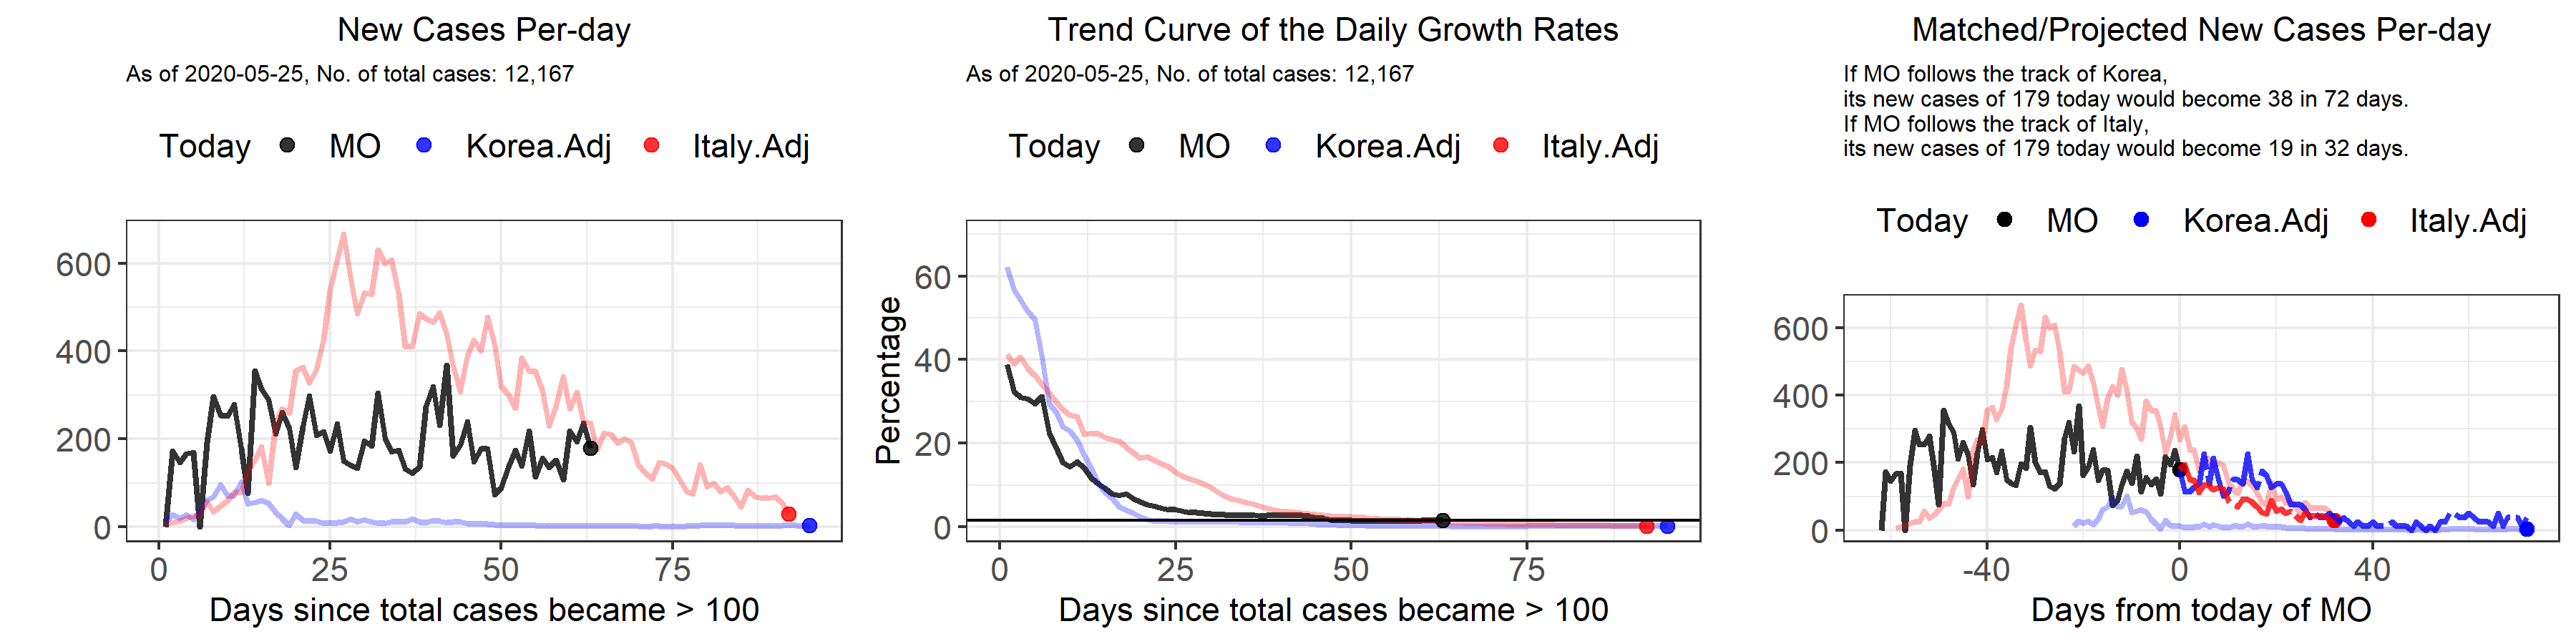 New Cases Per-day
As of 2020-05-25, No. of total cases: 12,167
Today MO Korea.Adj Italy.Adj
600
400
200
0
0 25 50 75
Days since total cases became > 100
Trend Curve of the Daily Growth Rates
As of 2020-05-25, No. of total cases: 12,167
Today MO Korea.Adj Italy.Adj
Percentage
60
40
20
0
0 25 50 75
Days since total cases became > 100
Matched/Projected New Cases Per-day
If MO follows the track of Korea,
its new cases of 179 today would become 38 in 72 days.
If MO follows the track of Italy,
its new cases of 179 today would become 19 in 32 days.
Today MO Korea.Adj Italy.Adj
600
400
200
0
-40 0 40
Days from today of MO